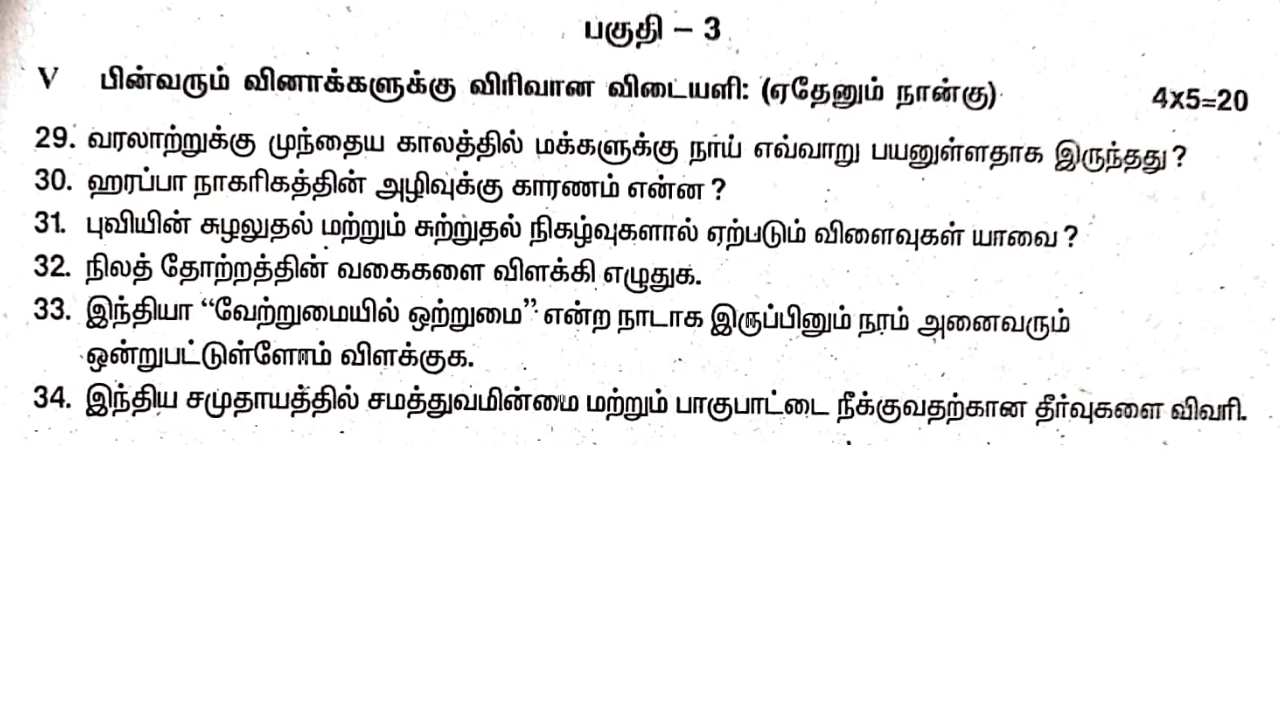 பகுதி – 3
V பின்வரும் வினாக்களுக்கு விரிவான விடையளி: (ஏதேனும் நான்கு) 4x5=20
29. வரலாற்றுக்கு முந்தைய காலத்தில் மக்களுக்கு நாய் எவ்வாறு பயனுள்ளதாக இருந்தது?
30. ஹரப்பா நாகரிகத்தின் அழிவுக்கு காரணம் என்ன?
31. புவியின் சுழலுதல் மற்றும் சுற்றுதல் நிகழ்வுகளால் ஏற்படும் விளைவுகள் யாவை?
32. நிலத் தோற்றத்தின் வகைகளை விளக்கி எழுதுக.
33. இந்தியா “வேற்றுமையில் ஒற்றுமை” என்ற நாடாக இருப்பினும் நாம் அனைவரும்
ஒன்றுபட்டுள்ளோம் விளக்குக.
34. இந்திய சமுதாயத்தில் சமத்துவமின்மை மற்றும் பாகுபாட்டை நீக்குவதற்கான தீர்வுகளை விவரி.